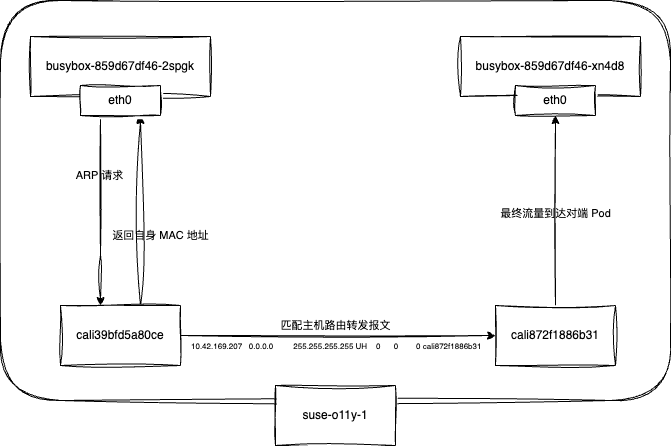 busybox-859d67df46-2spgk
busybox-859d67df46-xn4d8
eth0
eth0
ARP 请求
最终流量到达对端 Pod
返回自身 MAC 地址
匹配主机路由转发报文
cali39bfd5a80ce
cali872f1886b31
10.42.169.207 0.0.0.0 255.255.255.255 UH 0 0 0 cali872f1886b31
suse-o11y-1